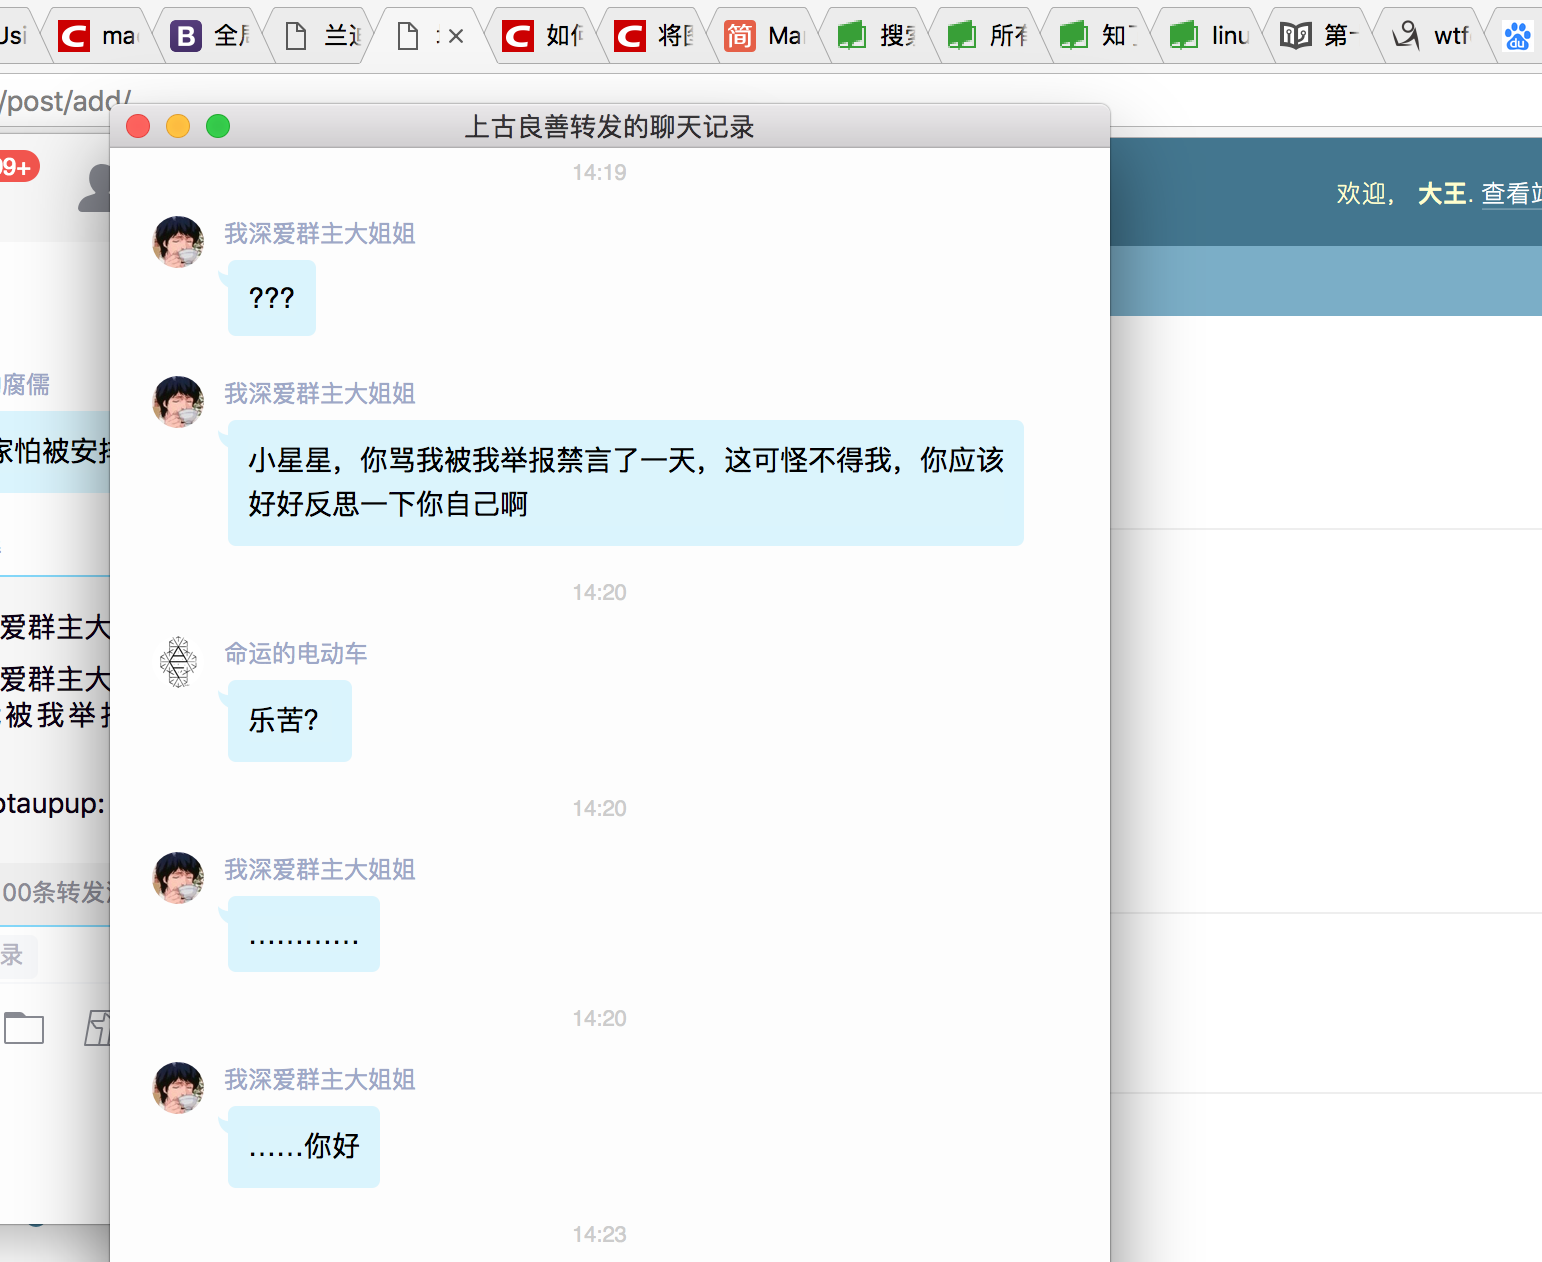 ma
B
全
兰
如
将
简
Ma
搜
所
知
linu
第一
wtf
du
/post/add/
上古良善转发的聊天记录
99+
欢迎， 大王. 查看
14:19
我深爱群主大姐姐
???
我深爱群主大姐姐
小星星，你骂我被我举报禁言了一天，这可怪不得我，你应该
好好反思一下你自己啊
14:20
命运的电动车
乐苦?
14:20
我深爱群主大姐姐
…………
14:20
我深爱群主大姐姐
……你好
14:23
腐儒
家怕被安
爱群主大
爱群主大
被我举
otaupup:
00条转发
录